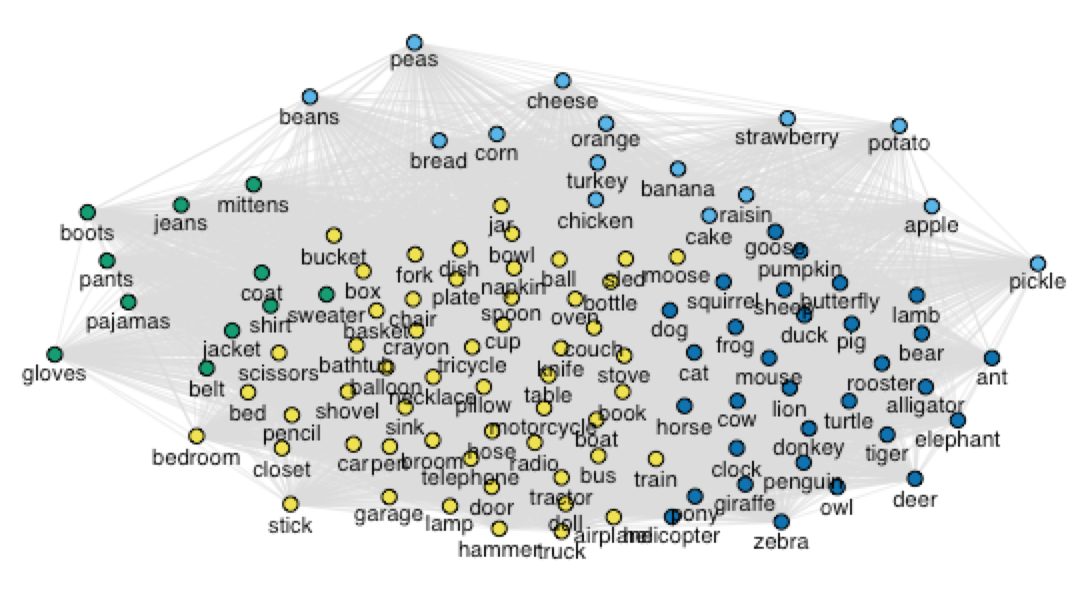 peas
cheese
beans
orange
strawberry
potato
bread
corn
turkey
banana
mittens
chicken
raisin
apple
boots
jeans
jar
cake
goose
bucket
bowl
pumpkin
pants
fork
dish
ball
sled
moose
pickle
coat
box
plate
napkin
bottle
squirrel
sheep
butterfly
pajamas
shirt
sweater
chair
spoon
oven
dog
duck
lamb
basket
jacket
crayon
cup
couch
frog
pig
bear
gloves
scissors
bathtub
tricycle
knife
stove
cat
mouse
rooster
ant
belt
balloon
necklace
table
bed
shovel
pillow
book
horse
cow
lion
turtle
alligator
pencil
sink
motorcycle
boat
donkey
elephant
bedroom
closet
carpet
broom
hose
radio
bus
train
clock
penguin
tiger
telephone
stick
garage
lamp
door
tractor
pony
giraffe
owl
deer
doll
hammer
truck
airplane
helicopter
zebra